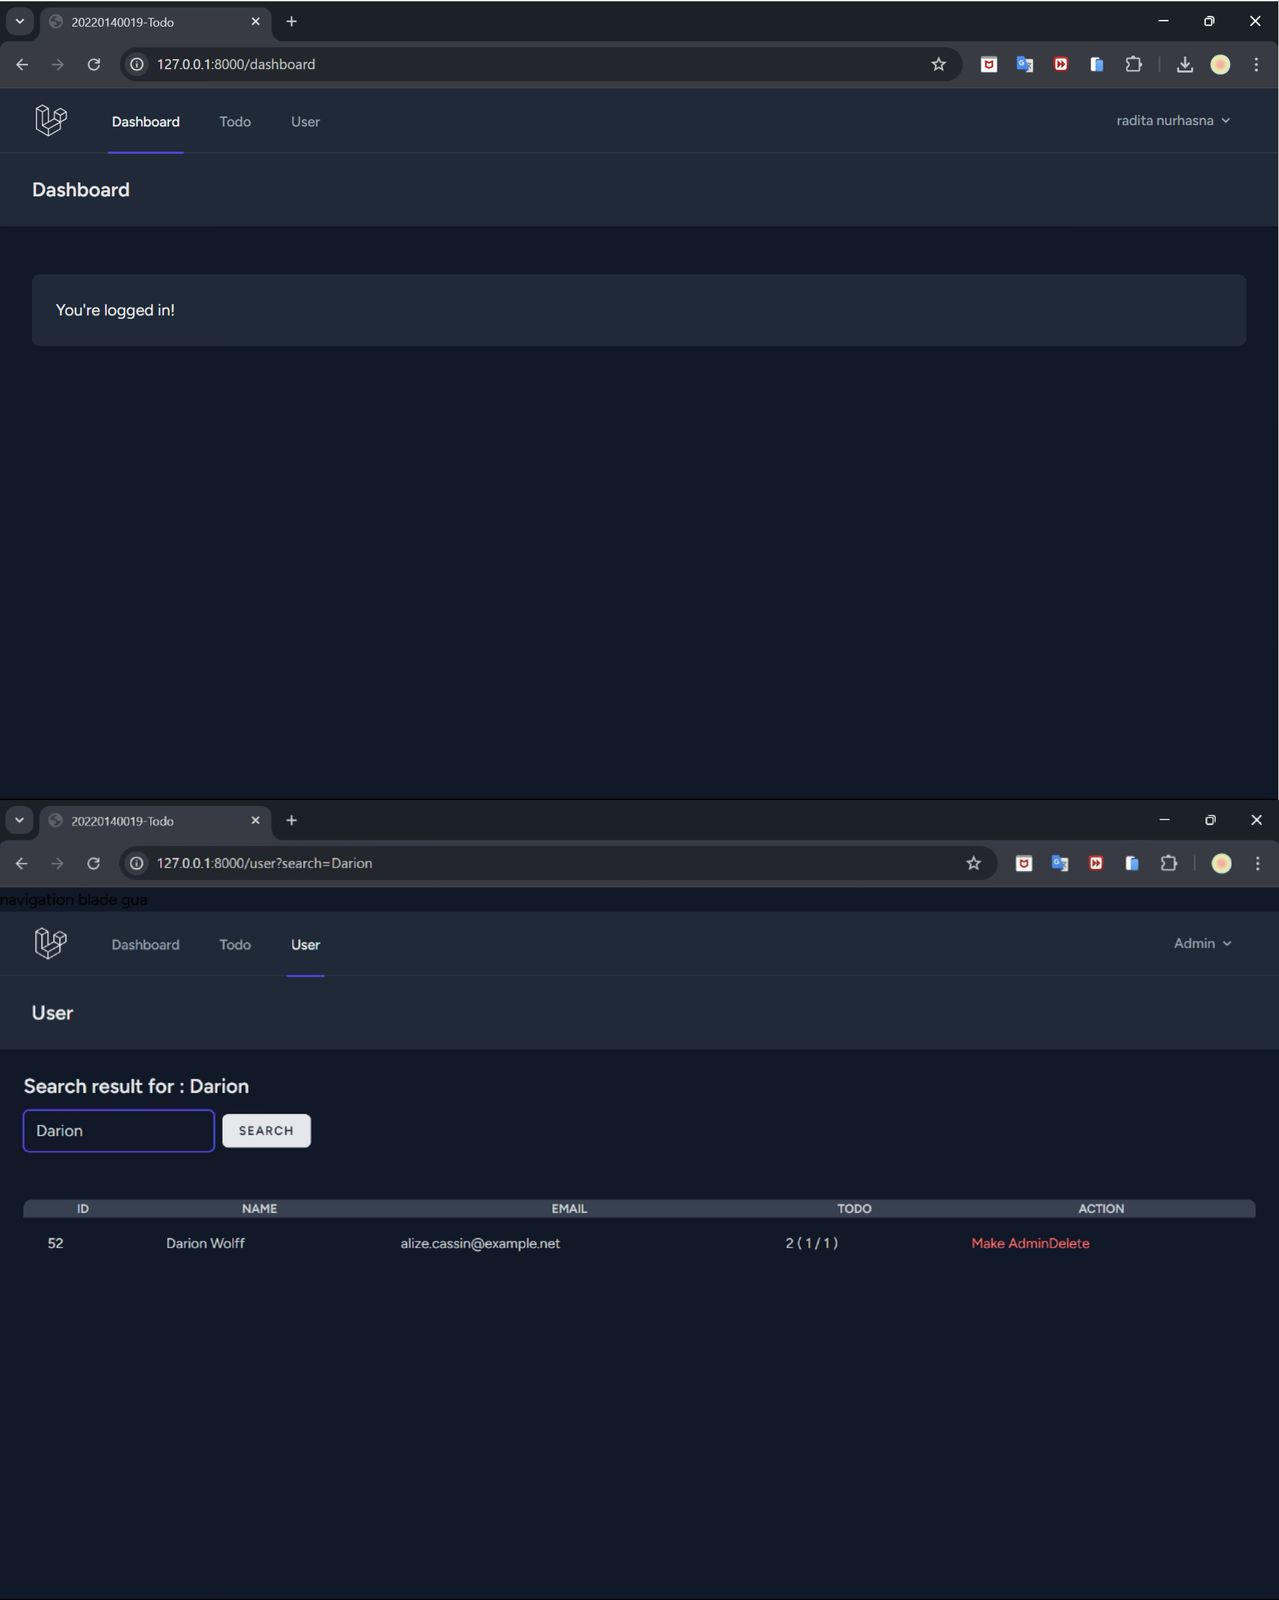 20220140019-Todo
127.0.0.1:8000/dashboard
Dashboard Todo User radita nurhasna
Dashboard
You're logged in!
20220140019-Todo
127.0.0.1:8000/user?search=Darion
navigation blade gua
Dashboard Todo User Admin
User
Search result for : Darion
Darion SEARCH
ID NAME EMAIL TODO ACTION
52 Darion Wolff alize.cassin@example.net 2 ( 1 / 1 ) Make AdminDelete